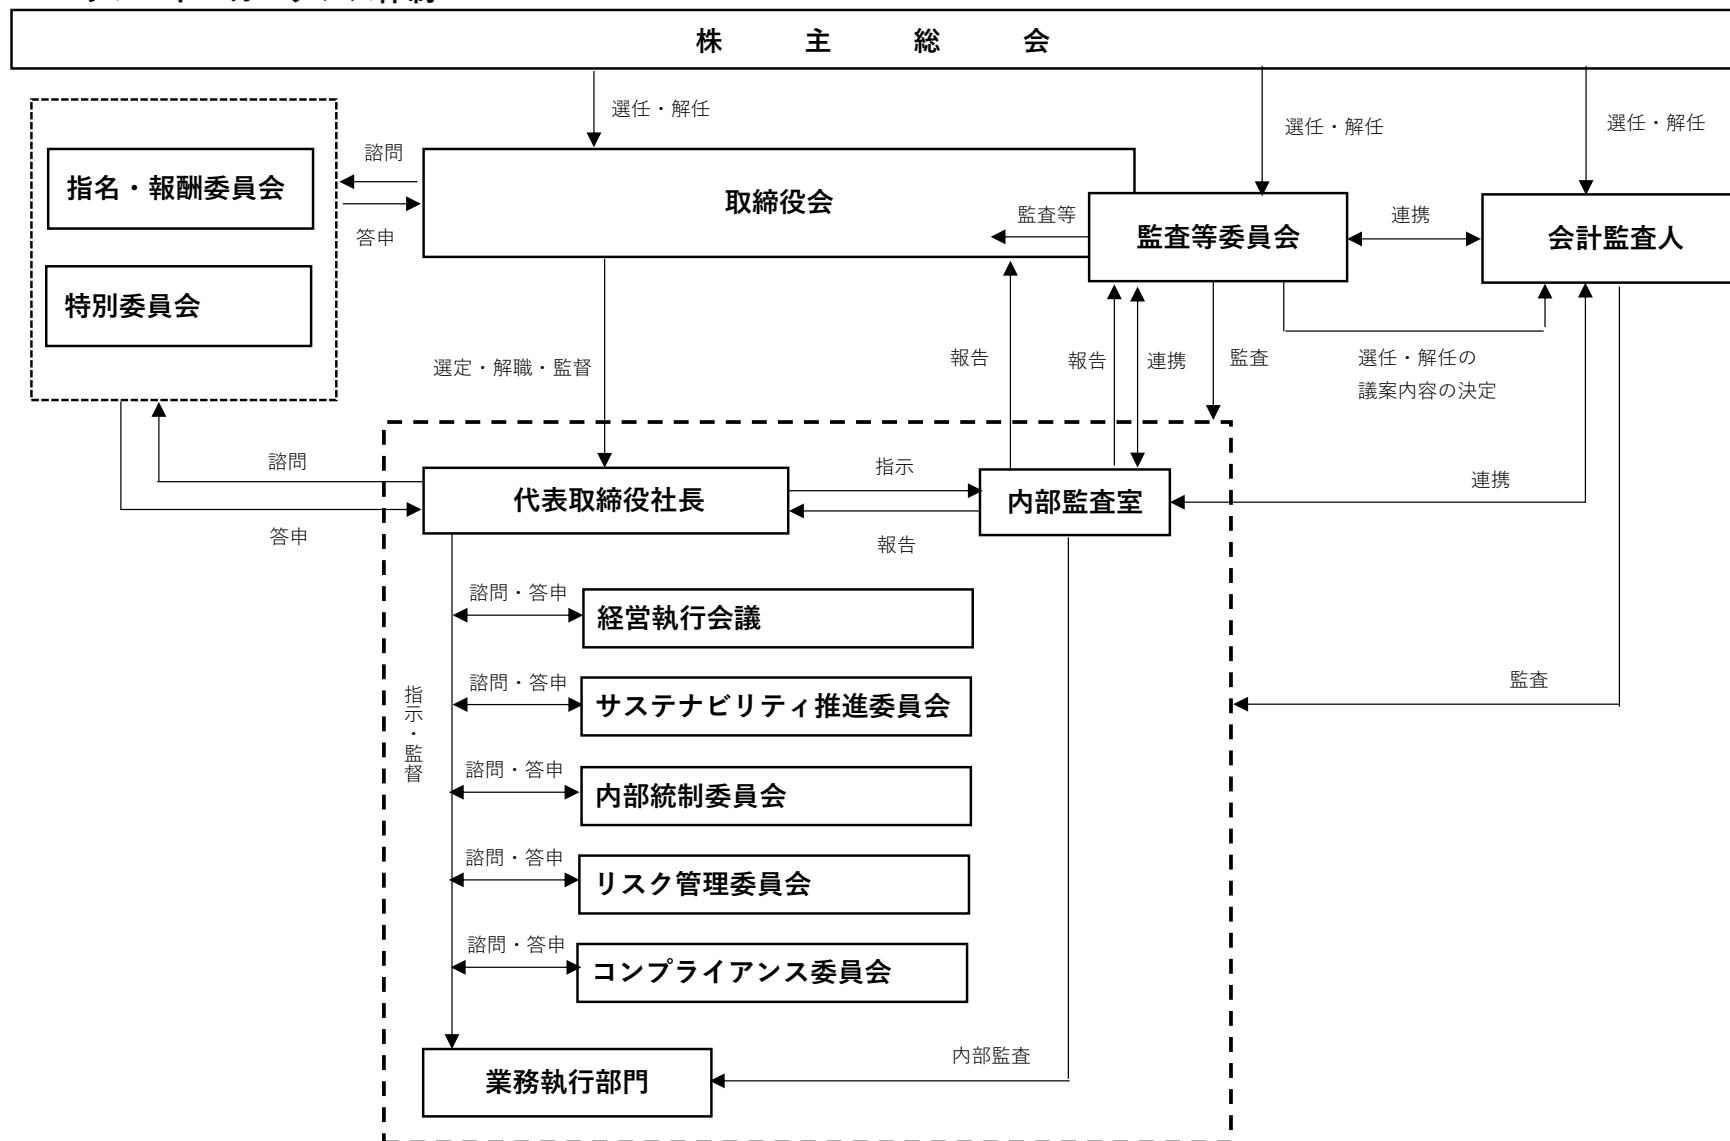 株主総会
選任・解任
選任・解任
選任・解任
諮問
指名・報酬委員会
答申
特別委員会
取締役会
監査等
監査等委員会
連携
会計監査人
選定・解職・監督
報告
報告
連携
監査
選任・解任の
議案内容の決定
諮問
答申
代表取締役社長
指示
報告
内部監査室
連携
諮問・答申
経営執行会議
諮問・答申
サステナビリティ推進委員会
監査
指示・監督
諮問・答申
内部統制委員会
諮問・答申
リスク管理委員会
諮問・答申
コンプライアンス委員会
業務執行部門
内部監査